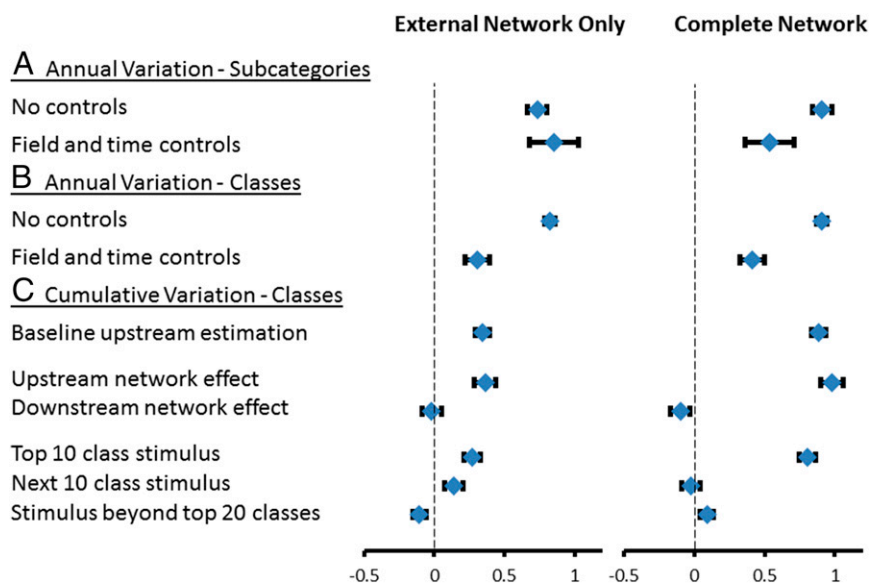 External Network Only Complete Network
A Annual Variation - Subcategories
No controls
Field and time controls
B Annual Variation - Classes
No controls
Field and time controls
C Cumulative Variation - Classes
Baseline upstream estimation
Upstream network effect
Downstream network effect
Top 10 class stimulus
Next 10 class stimulus
Stimulus beyond top 20 classes
-0.5 0 0.5 1 -0.5 0 0.5 1